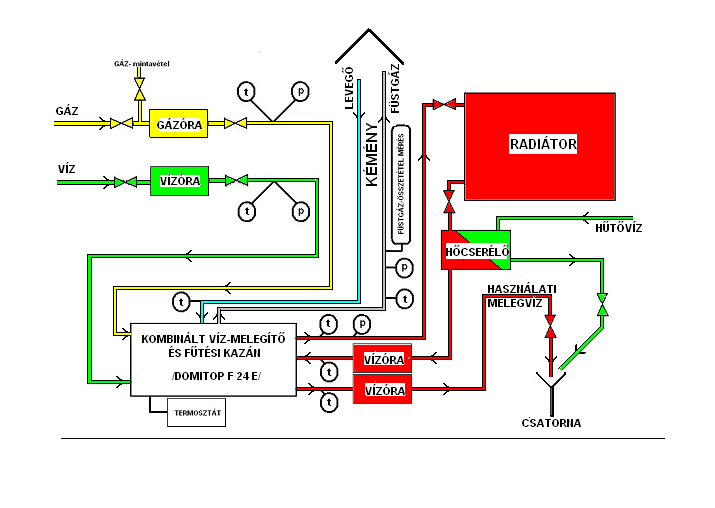 GÁZ- mintavétel
GÁZ
GÁZÓRA
t
p
LEVEGŐ
KÉMÉNY
FÜSTGÁZ
FÜSTGÁZ-ÖSSZETÉTEL MÉRÉS
RADIÁTOR
VÍZ
VÍZÓRA
t
p
HŰTŐVÍZ
HŐCSERÉLŐ
p
t
t
HASZNÁLATI
MELEGVÍZ
t
p
KOMBINÁLT VÍZ-MELEGÍTŐ
ÉS FŰTÉSI KAZÁN
/DOMITOP F 24 E/
VÍZÓRA
t
VÍZÓRA
t
TERMOSZTÁT
CSATORNA